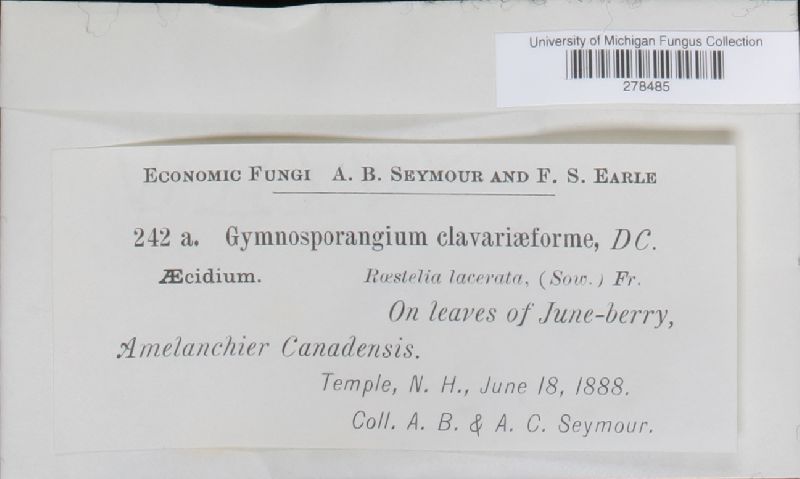 University of Michigan Fungus Collection
278485
ECONOMIC FUNGI A. B. SEYMOUR AND F. S. EARLE
242 a. Gymnosporangium clavariæforme, DC.
Æcidium. Rœstelia lacerata, (Sow.) Fr.
On leaves of June-berry,
Amelanchier Canadensis.
Temple, N. H., June 18, 1888.
Coll. A. B. & A. C. Seymour.